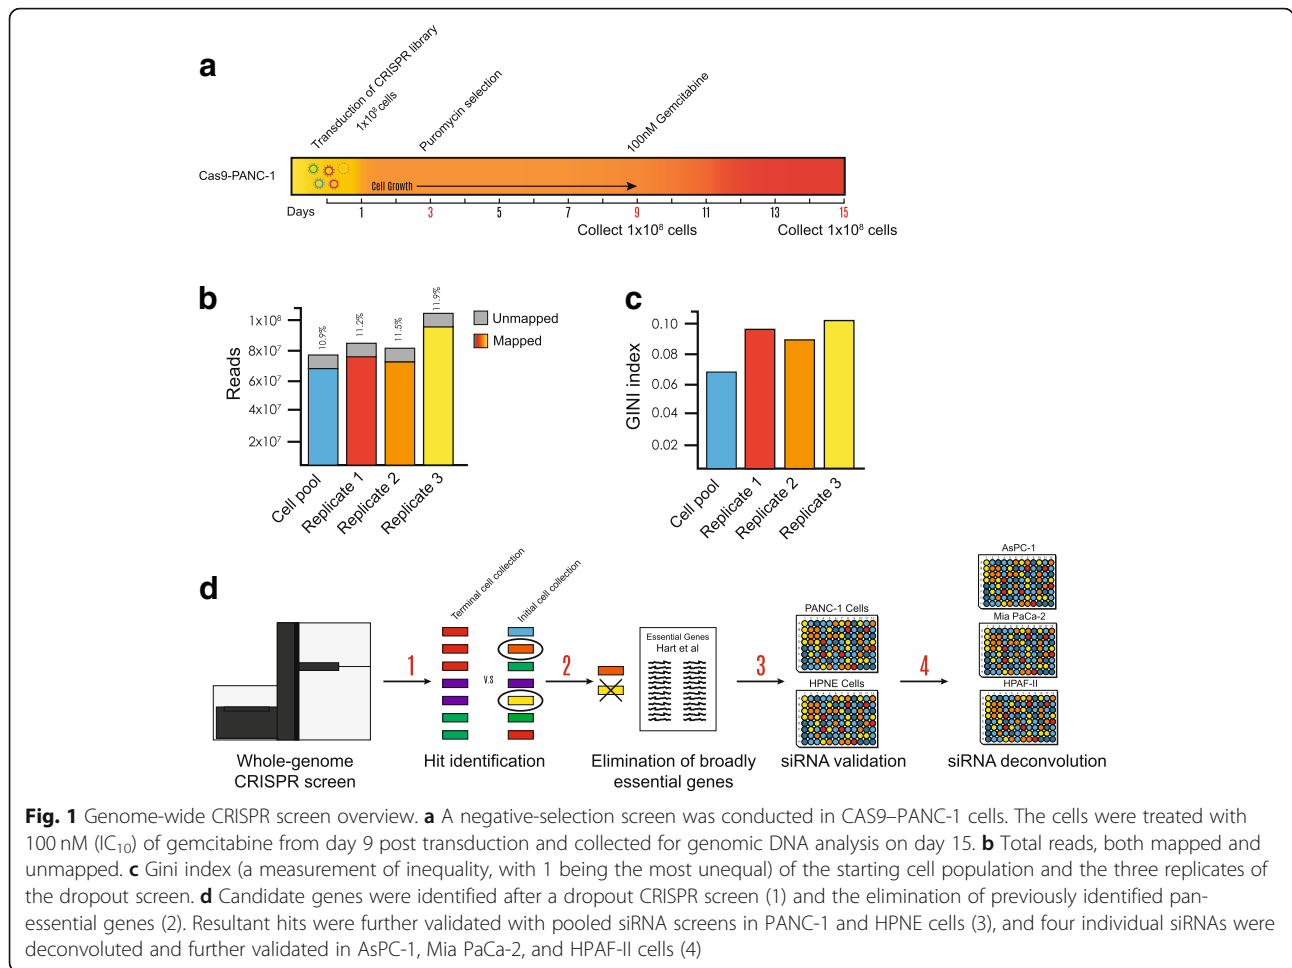 a
Transduction of CRISPR library
1x10⁸ cells
Puromycin selection
100nM Gemcitabine
Cas9-PANC-1
Cell Growth
Days 1 3 5 7 9 11 13 15
Collect 1x10⁸ cells Collect 1x10⁸ cells
b
Reads
1x10⁸
8x10⁷
6x10⁷
4x10⁷
2x10⁷
10.9% 11.2% 11.5% 11.9%
Unmapped
Mapped
Cell pool Replicate 1 Replicate 2 Replicate 3
c
GINI index
0.10
0.08
0.06
0.04
0.02
Cell pool Replicate 1 Replicate 2 Replicate 3
d
Terminal cell collection
Initial cell collection
1
v.s
2
Essential Genes
Hart et al
3
PANC-1 Cells
HPNE Cells
4
AsPC-1
Mia PaCa-2
HPAF-II
Whole-genome
CRISPR screen
Hit identification
Elimination of broadly
essential genes
siRNA validation
siRNA deconvolution
Fig. 1 Genome-wide CRISPR screen overview. a A negative-selection screen was conducted in CAS9–PANC-1 cells. The cells were treated with
100 nM (IC₁₀) of gemcitabine from day 9 post transduction and collected for genomic DNA analysis on day 15. b Total reads, both mapped and
unmapped. c Gini index (a measurement of inequality, with 1 being the most unequal) of the starting cell population and the three replicates of
the dropout screen. d Candidate genes were identified after a dropout CRISPR screen (1) and the elimination of previously identified pan-
essential genes (2). Resultant hits were further validated with pooled siRNA screens in PANC-1 and HPNE cells (3), and four individual siRNAs were
deconvoluted and further validated in AsPC-1, Mia PaCa-2, and HPAF-II cells (4)